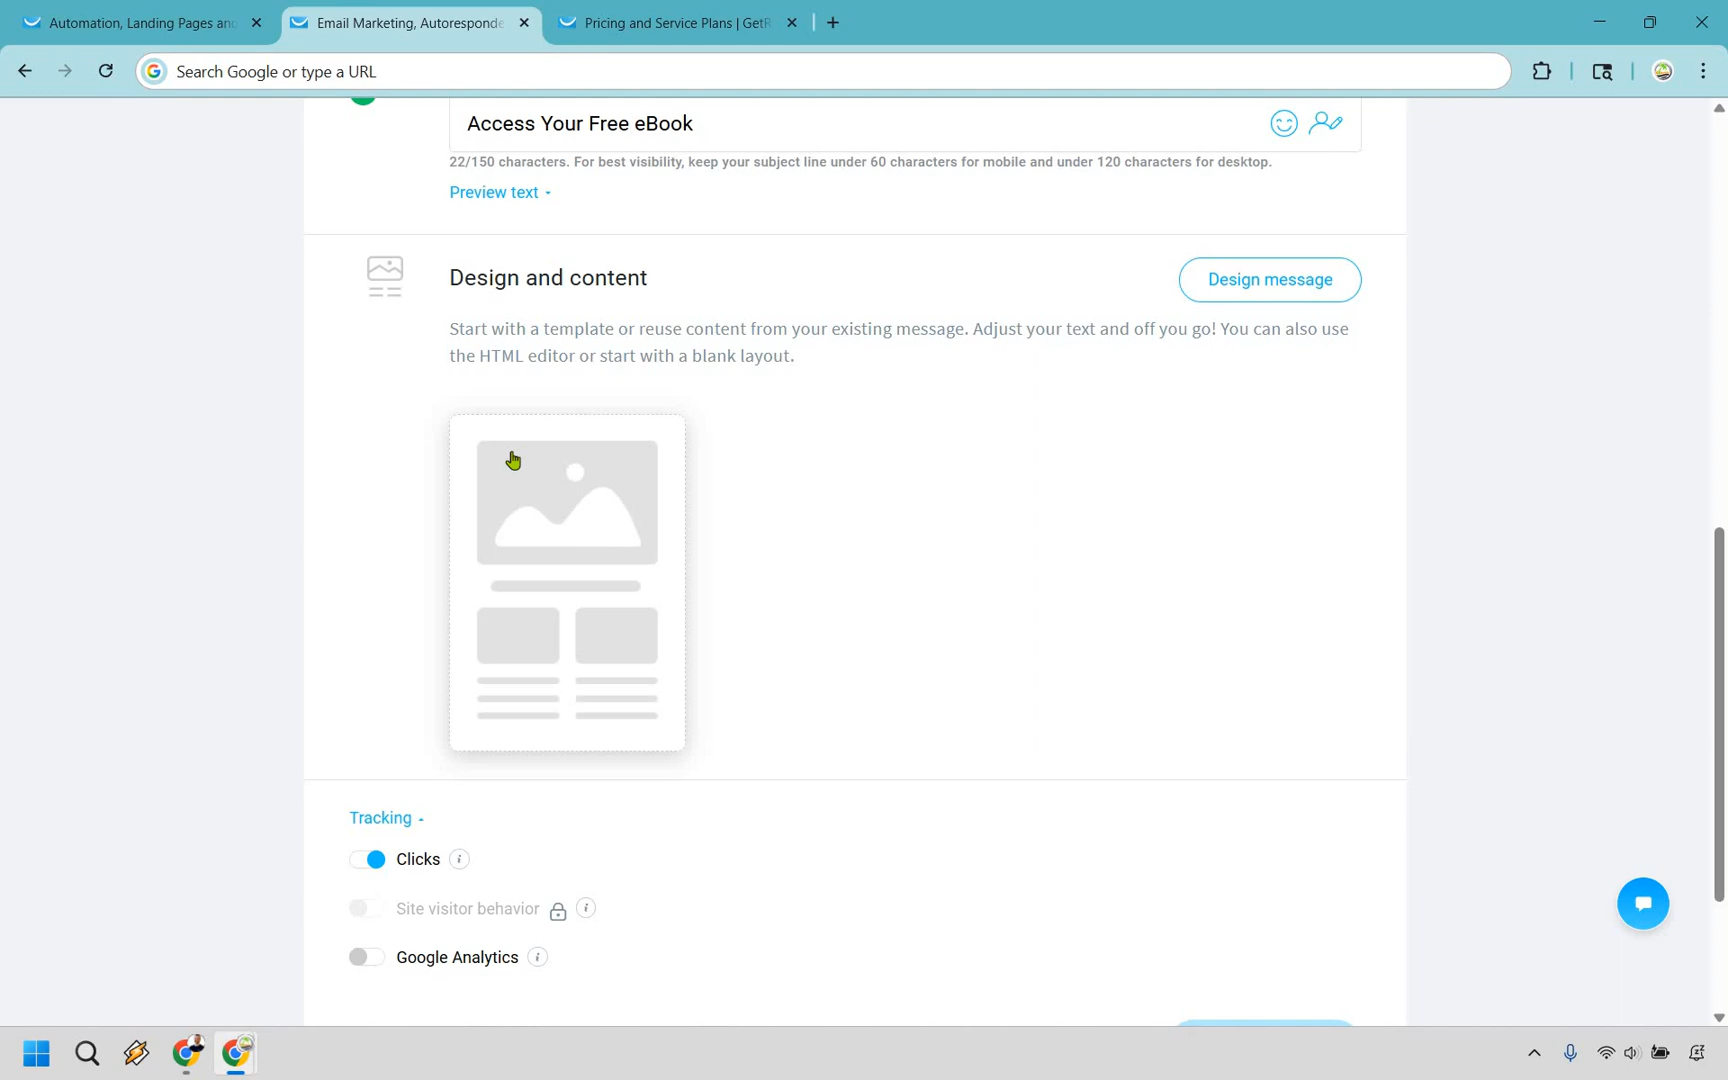 Automation, Landing Pages and
Email Marketing, Autoresponde
Pricing and Service Plans | GetR
Search Google or type a URL
Access Your Free eBook
22/150 characters. For best visibility, keep your subject line under 60 characters for mobile and under 120 characters for desktop.
Preview text
Design and content
Design message
Start with a template or reuse content from your existing message. Adjust your text and off you go! You can also use
the HTML editor or start with a blank layout.
Tracking
Clicks
Site visitor behavior
Google Analytics